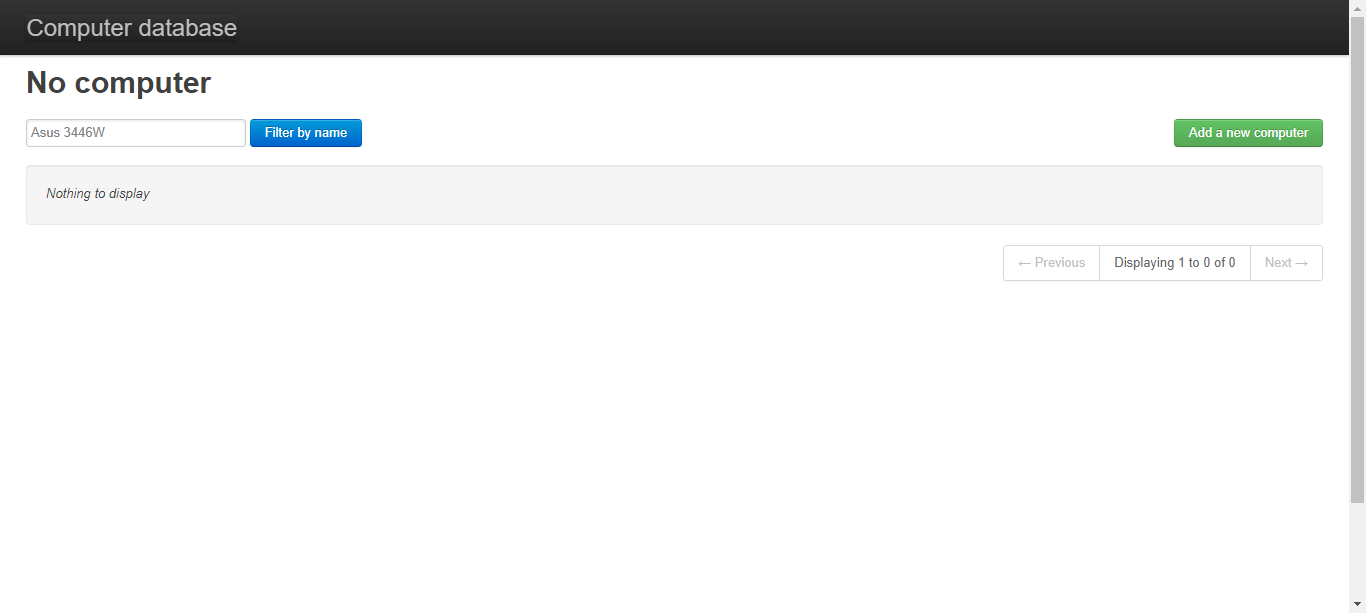 Computer database
No computer
Asus 3446W Filter by name Add a new computer
Nothing to display
← Previous Displaying 1 to 0 of 0 Next →